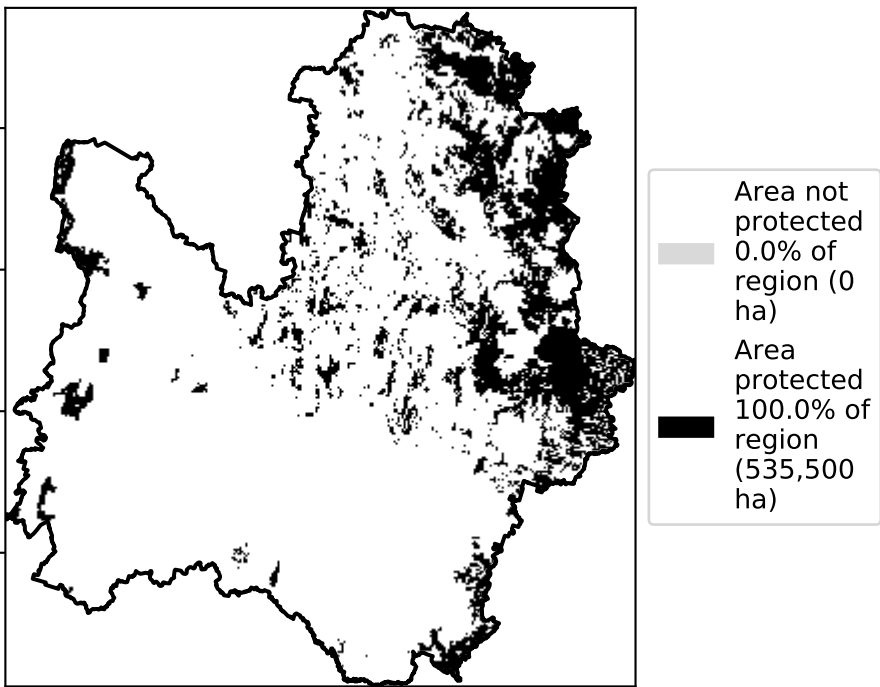 Area not
protected
0.0% of
region (0
ha)
Area
protected
100.0% of
region
(535,500
ha)